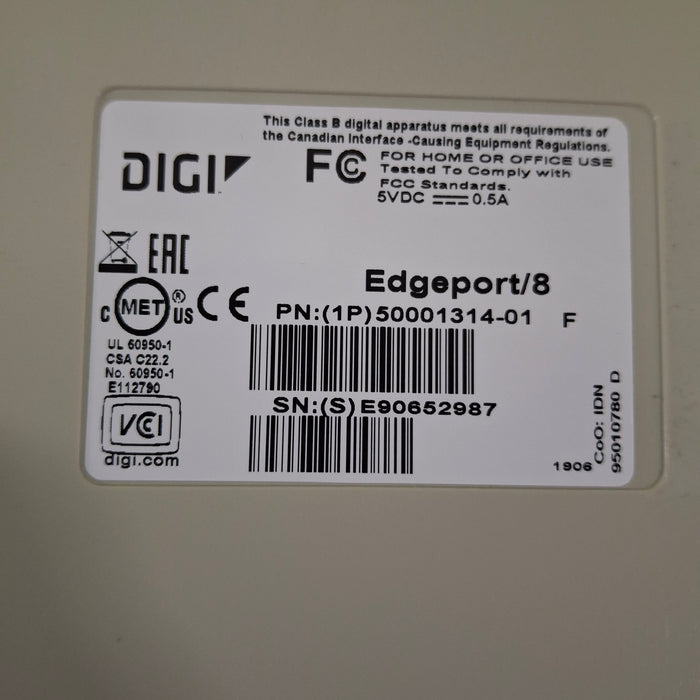 This Class B digital apparatus meets all requirements of
the Canadian Interface -Causing Equipment Regulations.
DIGI
FC
FOR HOME OR OFFICE USE
Tested To Comply with
FCC Standards.
5VDC 0.5A
EAC
Edgeport/8
c MET ® US CE
PN:(1P)50001314-01 F
UL 60950-1
CSA C22.2
No. 60950-1
E112790
SN:(S)E90652987
VCI
digi.com
1906
CoO: IDN
95010780 D